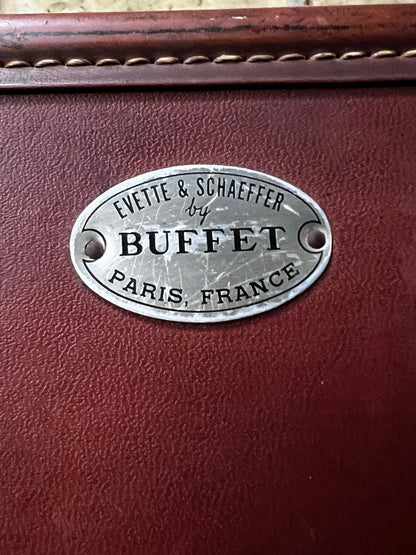 EVETTE & SCHAEFFER
by
BUFFET
PARIS, FRANCE